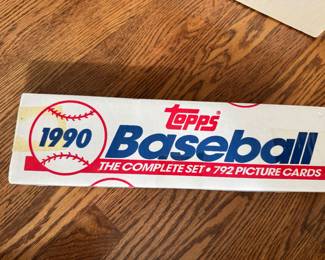 Topps
1990 Baseball
THE COMPLETE SET • 792 PICTURE CARDS